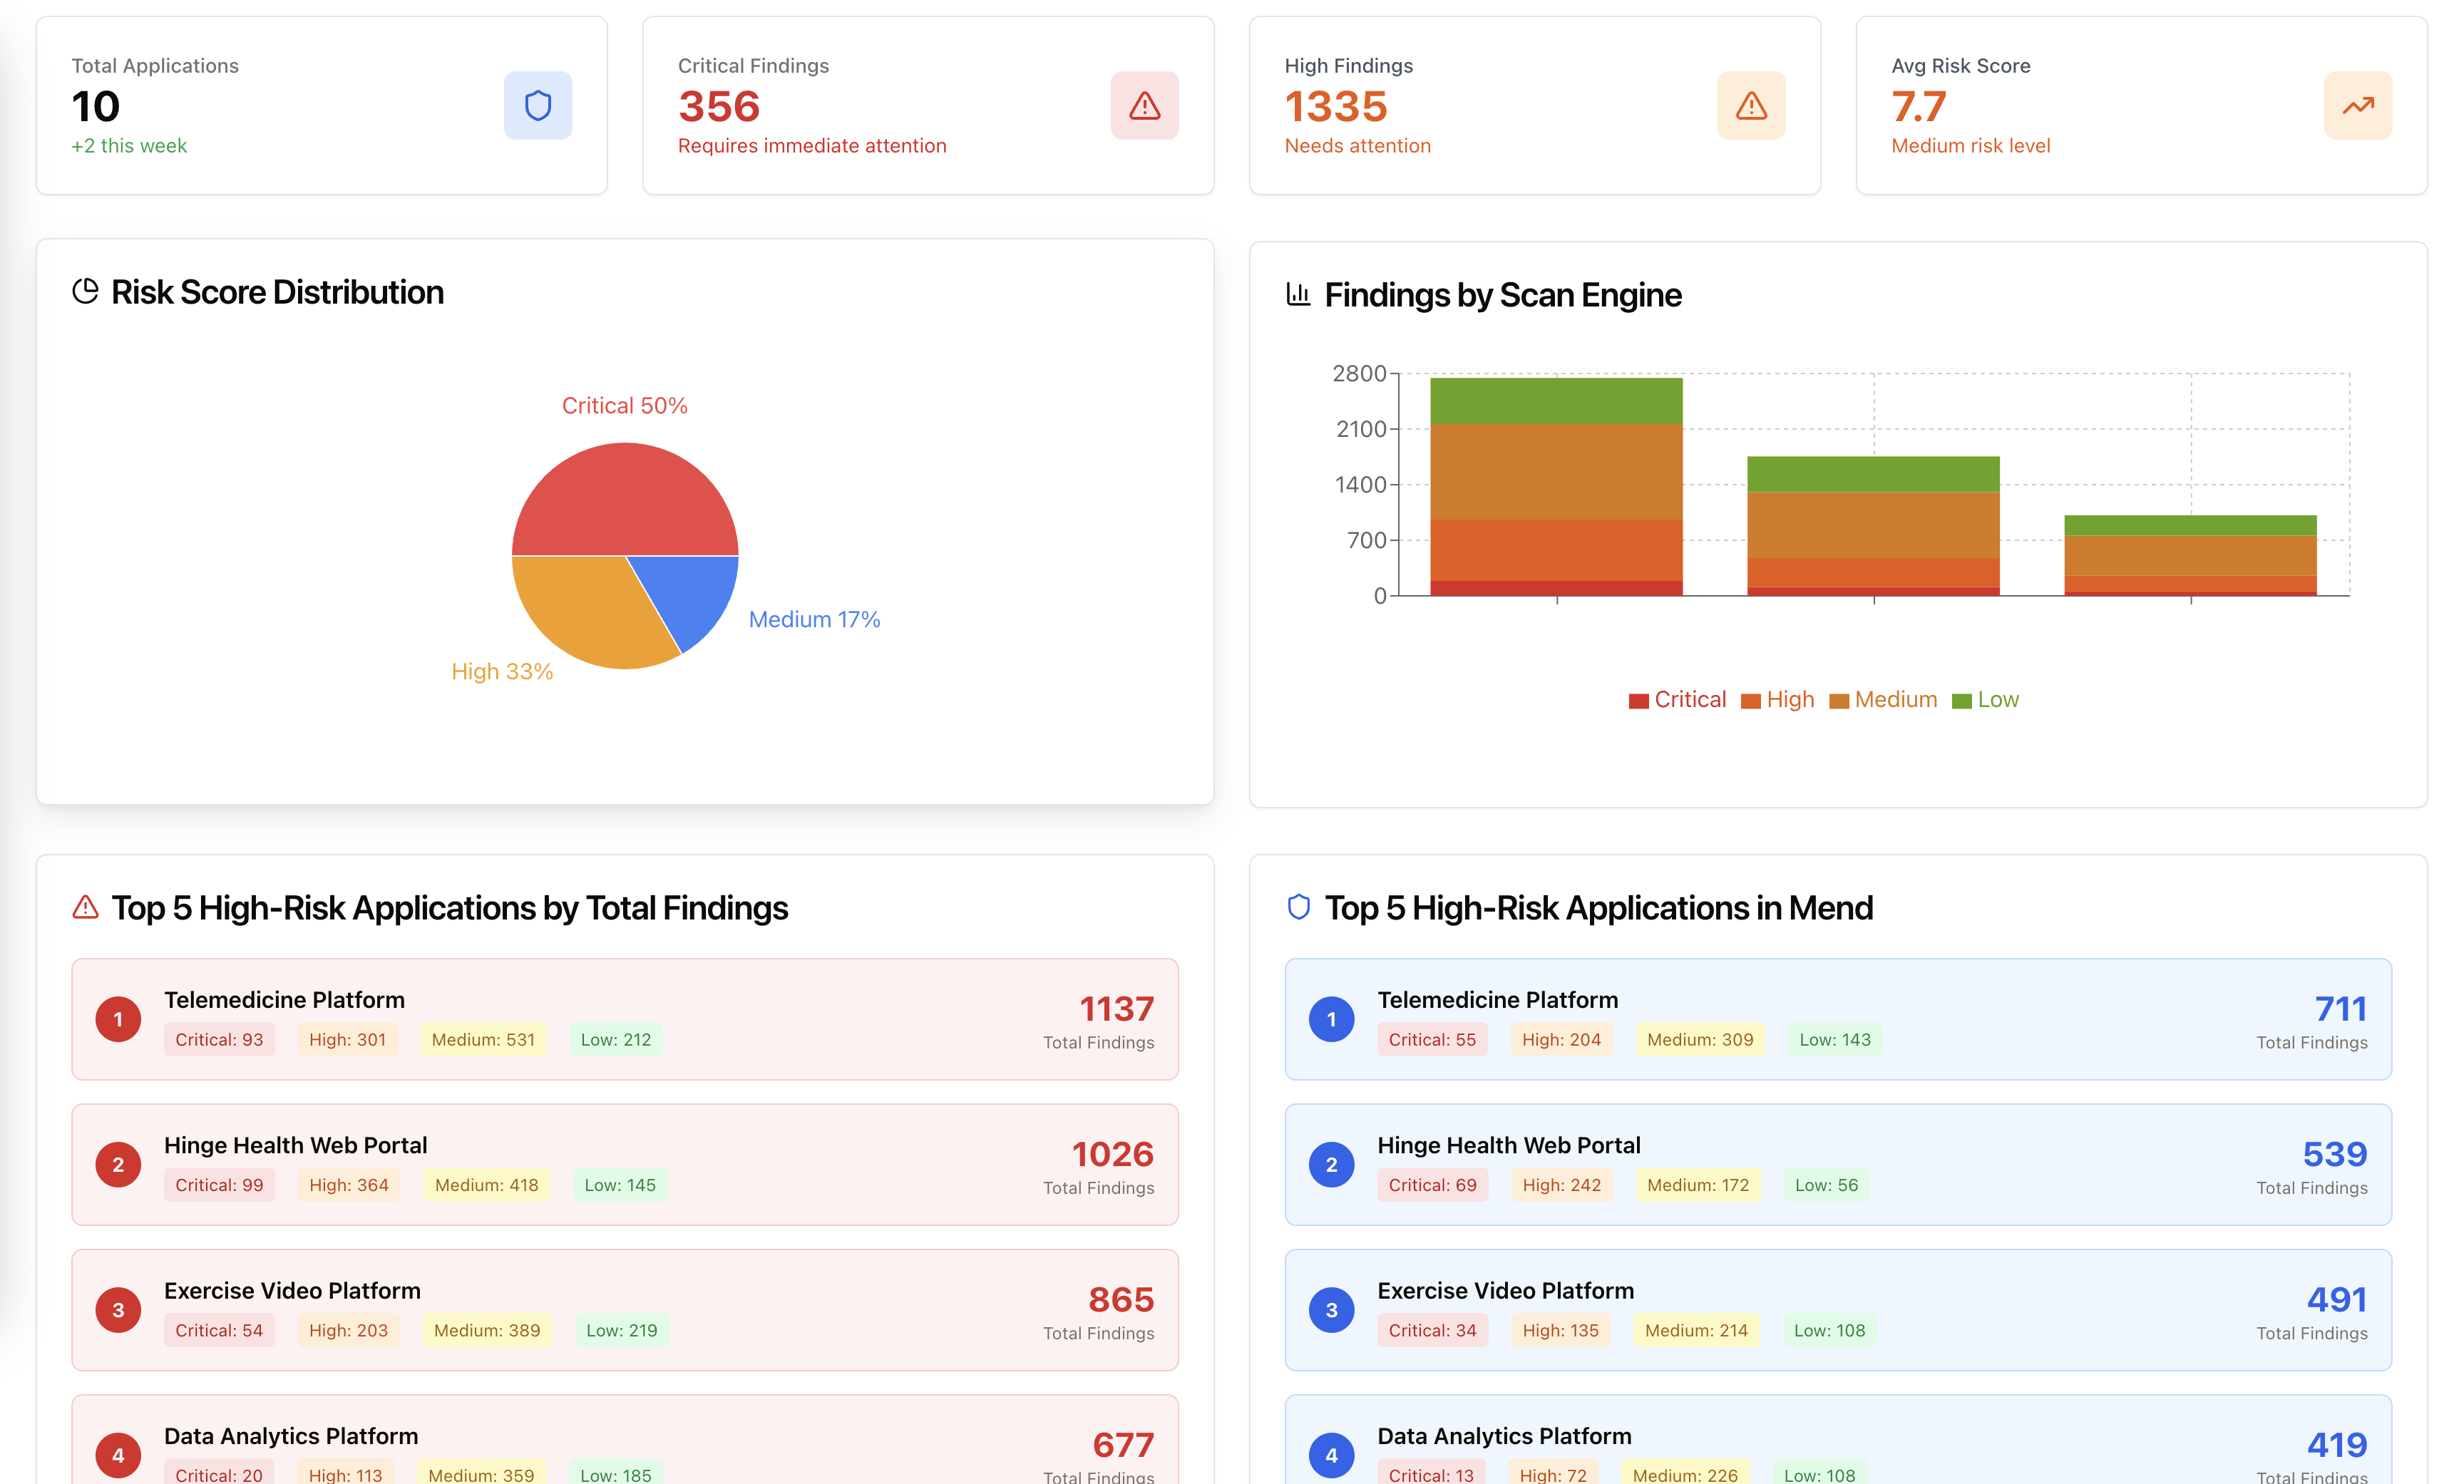 Total Applications
10
+2 this week
Critical Findings
356
Requires immediate attention
High Findings
1335
Needs attention
Avg Risk Score
7.7
Medium risk level
Risk Score Distribution
Critical 50%
Medium 17%
High 33%
Findings by Scan Engine
2800
2100
1400
700
0
Critical High Medium Low
Top 5 High-Risk Applications by Total Findings
1
Telemedicine Platform
Critical: 93 High: 301 Medium: 531 Low: 212
1137
Total Findings
2
Hinge Health Web Portal
Critical: 99 High: 364 Medium: 418 Low: 145
1026
Total Findings
3
Exercise Video Platform
Critical: 54 High: 203 Medium: 389 Low: 219
865
Total Findings
4
Data Analytics Platform
Critical: 20 High: 113 Medium: 359 Low: 185
677
Total Findings
Top 5 High-Risk Applications in Mend
1
Telemedicine Platform
Critical: 55 High: 204 Medium: 309 Low: 143
711
Total Findings
2
Hinge Health Web Portal
Critical: 69 High: 242 Medium: 172 Low: 56
539
Total Findings
3
Exercise Video Platform
Critical: 34 High: 135 Medium: 214 Low: 108
491
Total Findings
4
Data Analytics Platform
Critical: 13 High: 72 Medium: 226 Low: 108
419
Total Findings